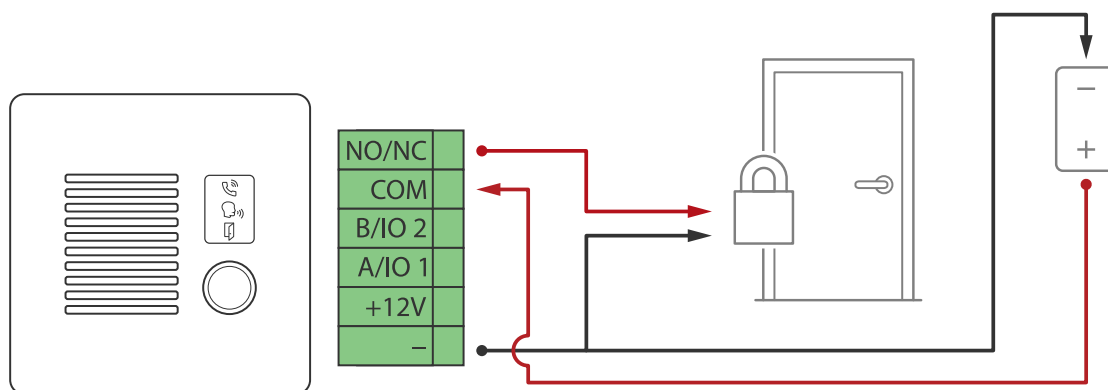 NO/NC
COM
B/IO 2
A/IO 1
+12V
–
–
+